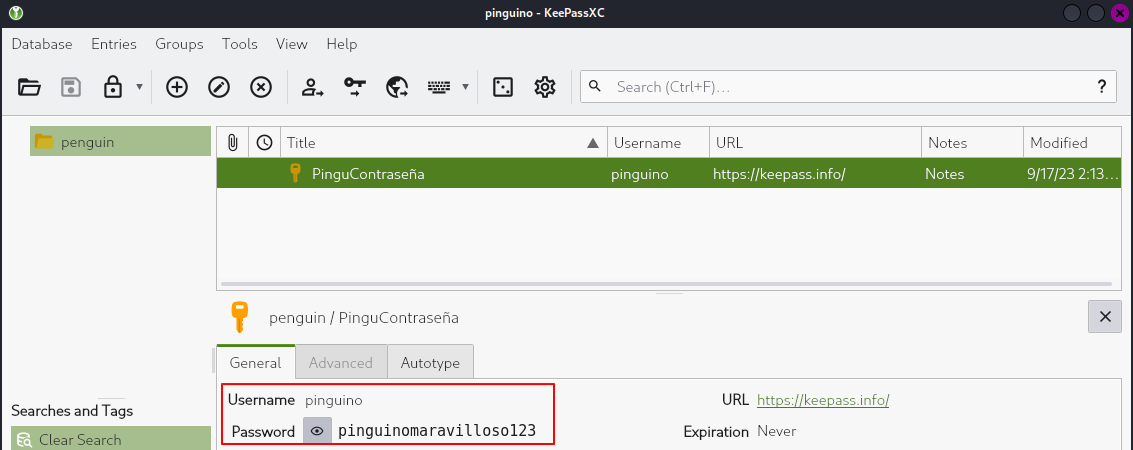 pinguino - KeePassXC
Database Entries Groups Tools View Help
Search (Ctrl+F)... ?
penguin
Title Username URL Notes Modified
PinguContraseña pinguino https://keepass.info/ Notes 9/17/23 2:13...
penguin / PinguContraseña
General Advanced Autotype
Username pinguino URL https://keepass.info/
Searches and Tags
Password pinguinomaravilloso123 Expiration Never
Clear Search